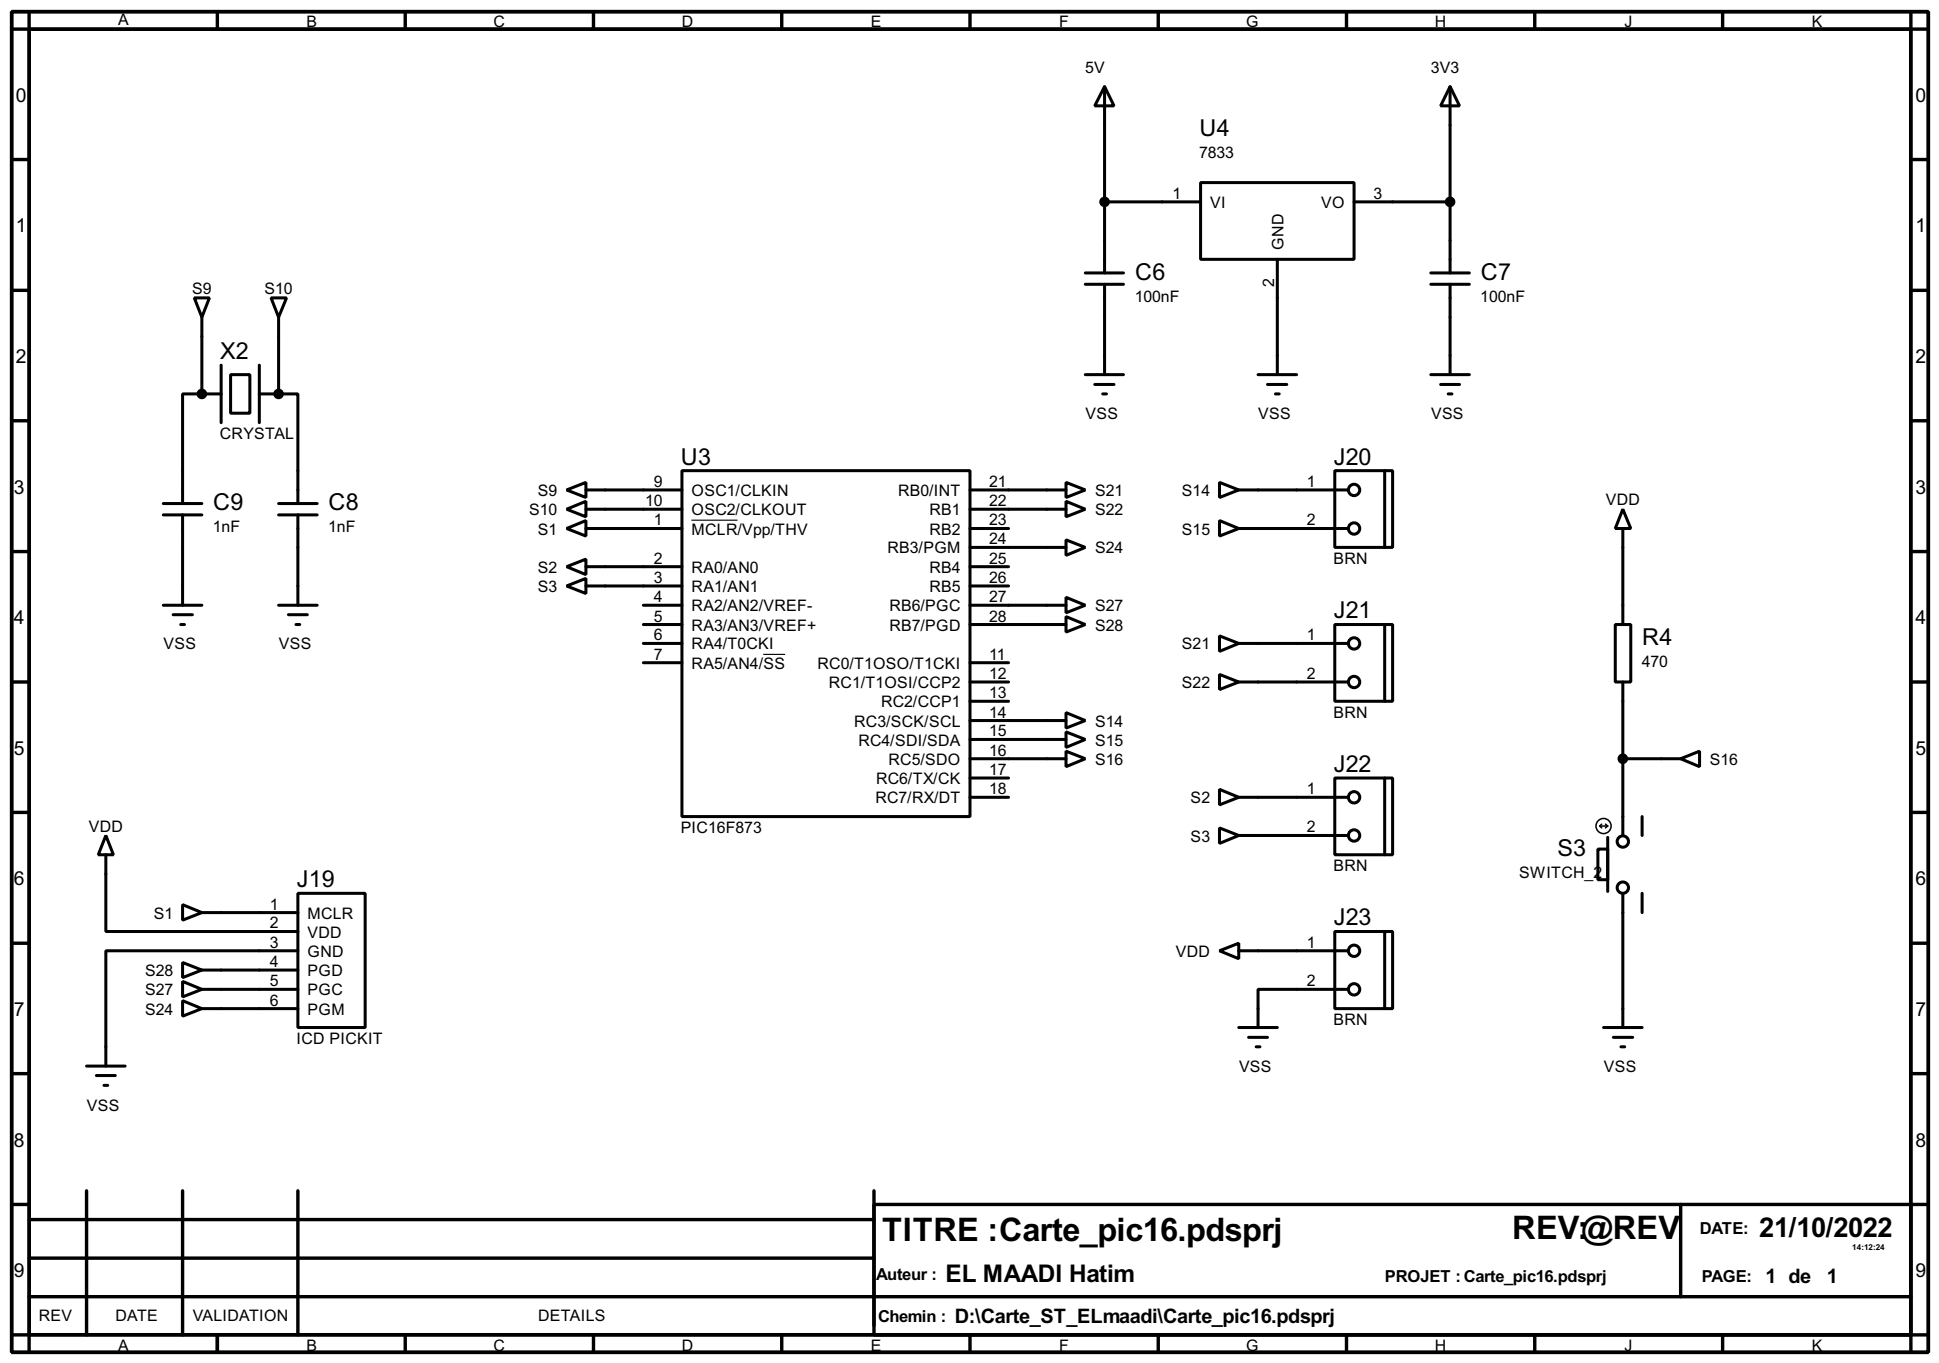 A B C D E F G H J K
0 0
1 1
2 2
3 3
4 4
5 5
6 6
7 7
8 8
9 9
5V
3V3
U4
7833
1 VI
VO 3
GND
2
C6
100nF
C7
100nF
VSS
VSS
VSS
S9
S10
X2
CRYSTAL
C9
1nF
C8
1nF
VSS
VSS
U3
S9 9 OSC1/CLKIN
S10 10 OSC2/CLKOUT
S1 1 MCLR/Vpp/THV
S2 2 RA0/AN0
S3 3 RA1/AN1
4 RA2/AN2/VREF-
5 RA3/AN3/VREF+
6 RA4/T0CKI
7 RA5/AN4/SS
RB0/INT 21 S21
RB1 22 S22
RB2 23
RB3/PGM 24 S24
RB4 25
RB5 26
RB6/PGC 27 S27
RB7/PGD 28 S28
RC0/T1OSO/T1CKI 11
RC1/T1OSI/CCP2 12
RC2/CCP1 13
RC3/SCK/SCL 14 S14
RC4/SDI/SDA 15 S15
RC5/SDO 16 S16
RC6/TX/CK 17
RC7/RX/DT 18
PIC16F873
J20
S14 1
S15 2
BRN
J21
S21 1
S22 2
BRN
J22
S2 1
S3 2
BRN
J23
VDD 1
2
BRN
VSS
VDD
R4
470
S16
S3
SWITCH_2
VSS
VDD
J19
S1 1 MCLR
2 VDD
3 GND
S28 4 PGD
S27 5 PGC
S24 6 PGM
ICD PICKIT
VSS
TITRE :Carte_pic16.pdsprj
REV:@REV
DATE: 21/10/2022
14:12:24
Auteur : EL MAADI Hatim
PROJET : Carte_pic16.pdsprj
PAGE: 1 de 1
REV DATE VALIDATION DETAILS
Chemin : D:\Carte_ST_ELmaadi\Carte_pic16.pdsprj
A B C D E F G H J K